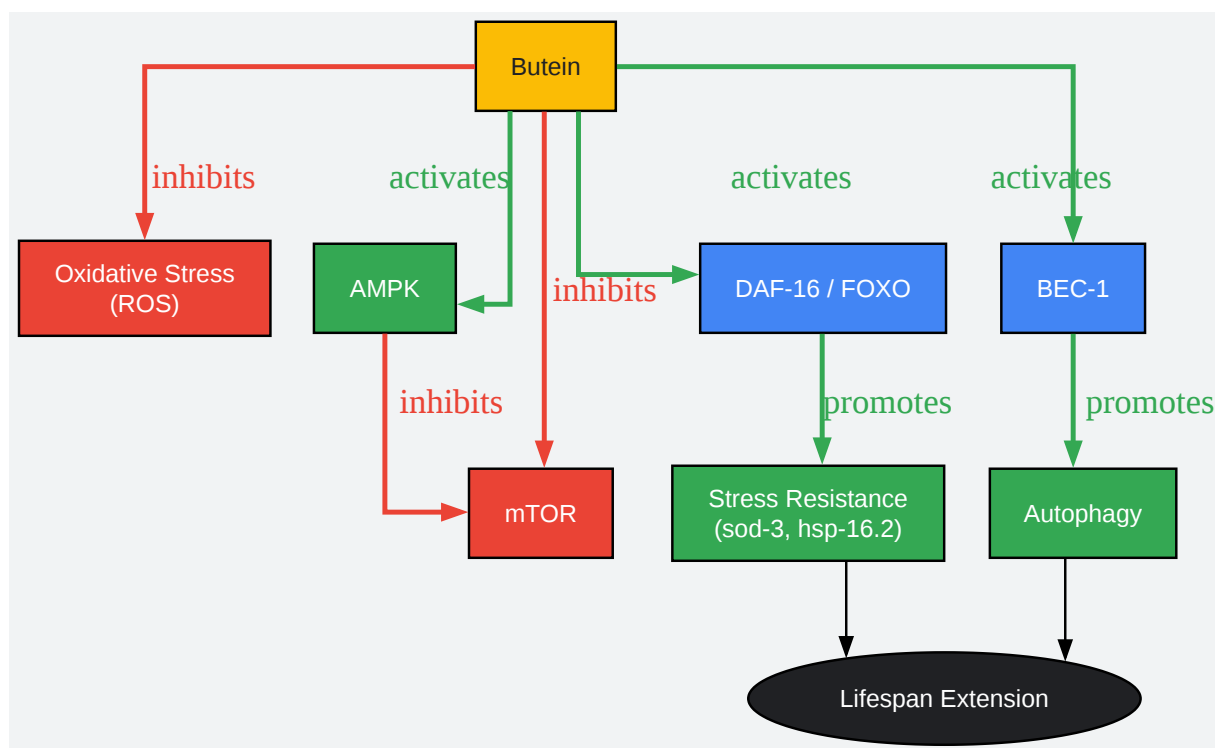 Butein
inhibits
activates
activates
activates
Oxidative Stress
(ROS)
AMPK
inhibits
DAF-16 / FOXO
BEC-1
inhibits
promotes
promotes
mTOR
Stress Resistance
(sod-3, hsp-16.2)
Autophagy
Lifespan Extension